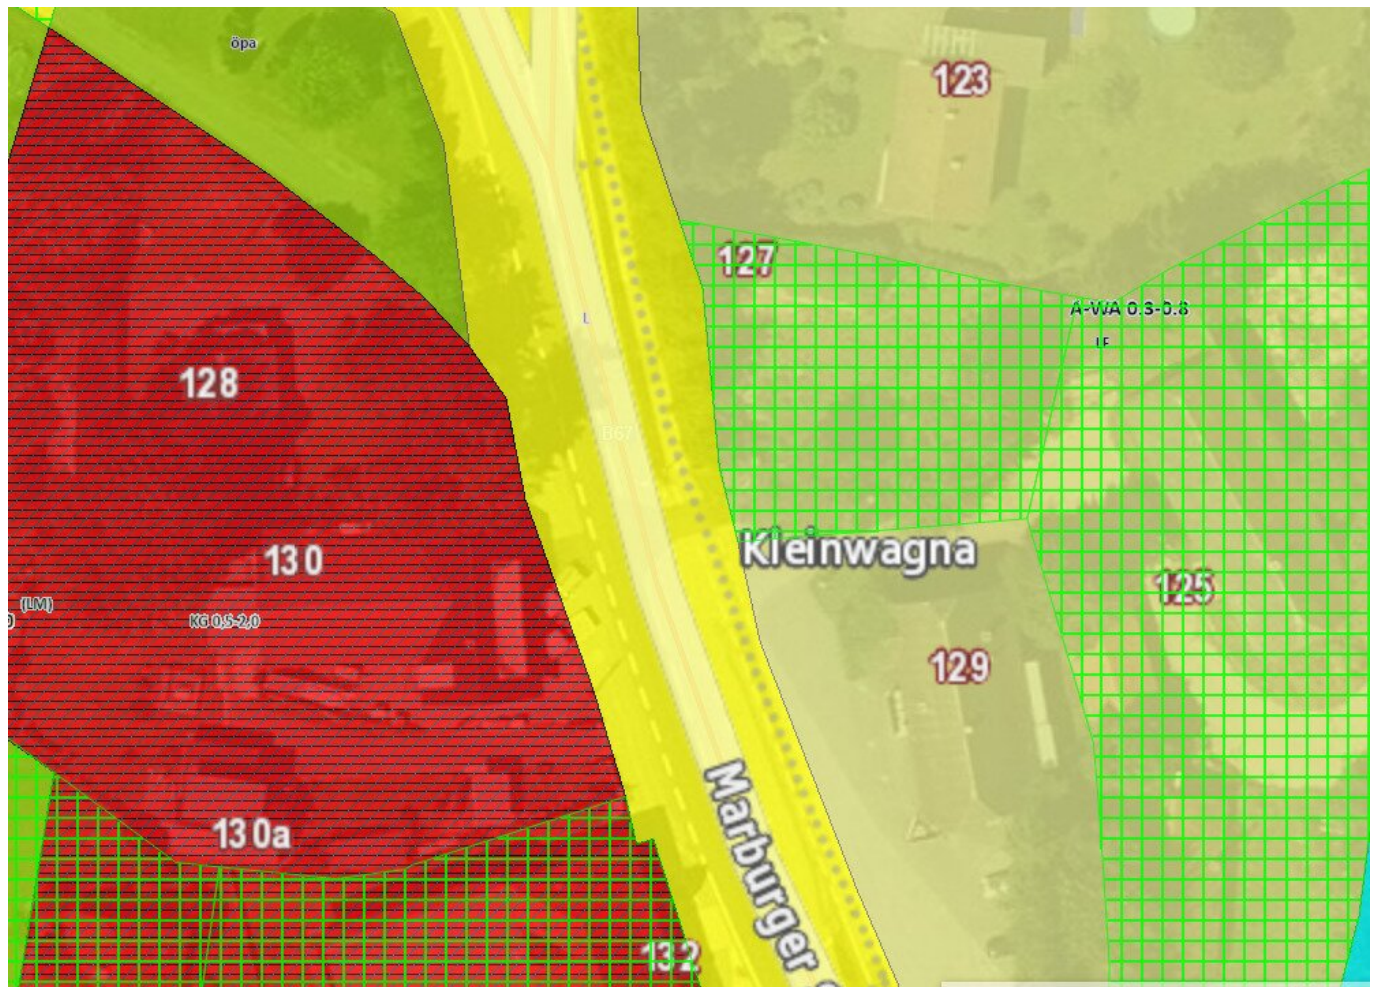 öpa
123
127
A-WA 0.3-0.8
LF
L
128
B67
130
Kleinwagna
125
(LM)
KG 0,5-2,0
129
130a
Marburger
132